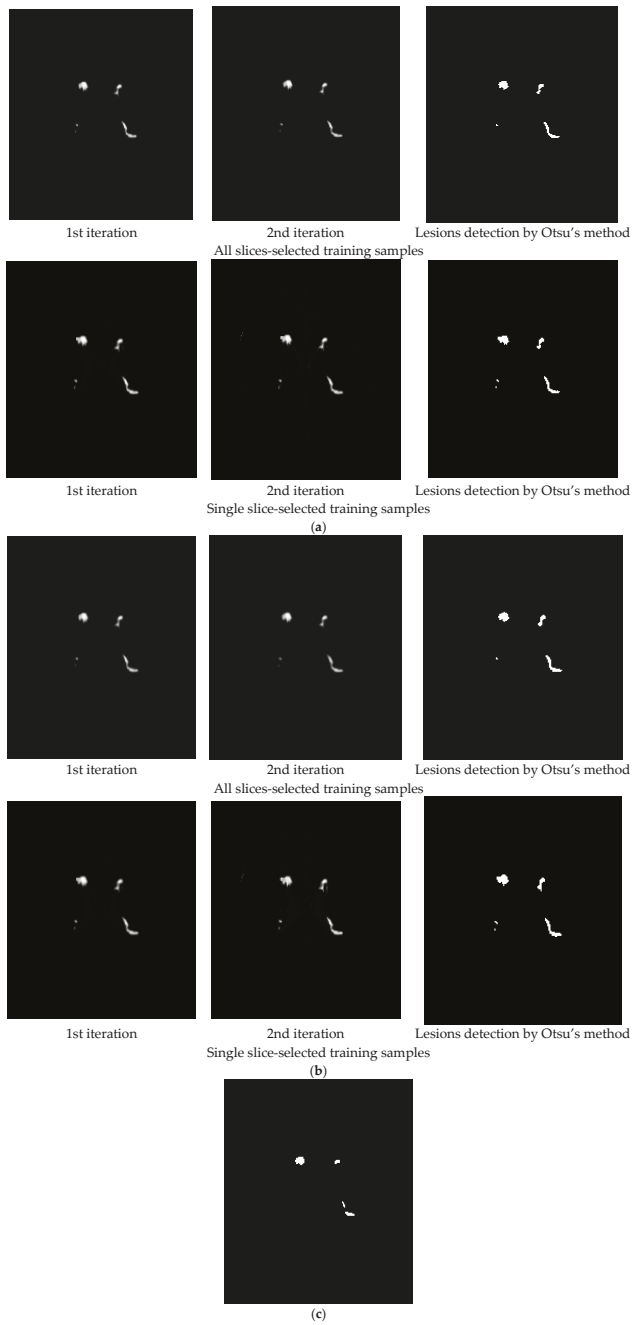 1st iteration 2nd iteration Lesions detection by Otsu’s method
All slices-selected training samples
1st iteration 2nd iteration Lesions detection by Otsu’s method
Single slice-selected training samples
(a)
1st iteration 2nd iteration Lesions detection by Otsu’s method
All slices-selected training samples
1st iteration 2nd iteration Lesions detection by Otsu’s method
Single slice-selected training samples
(b)
(c)